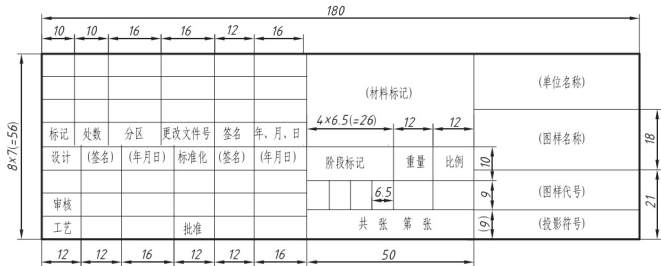 180
10 10 16 16 12 16
(材料标记) (单位名称)
4×6.5(=26) 12 12
8×7(=56)
标记 处数 分区 更改文件号 签名 年、月、日 (图样名称) 18
设计 (签名) (年月日) 标准化 (签名) (年月日) 阶段标记 重量 比例 10
6.5 9 (图样代号) 21
审核
工艺 批准 共 张 第 张 (9) (投影符号)
12 12 16 12 12 16 50